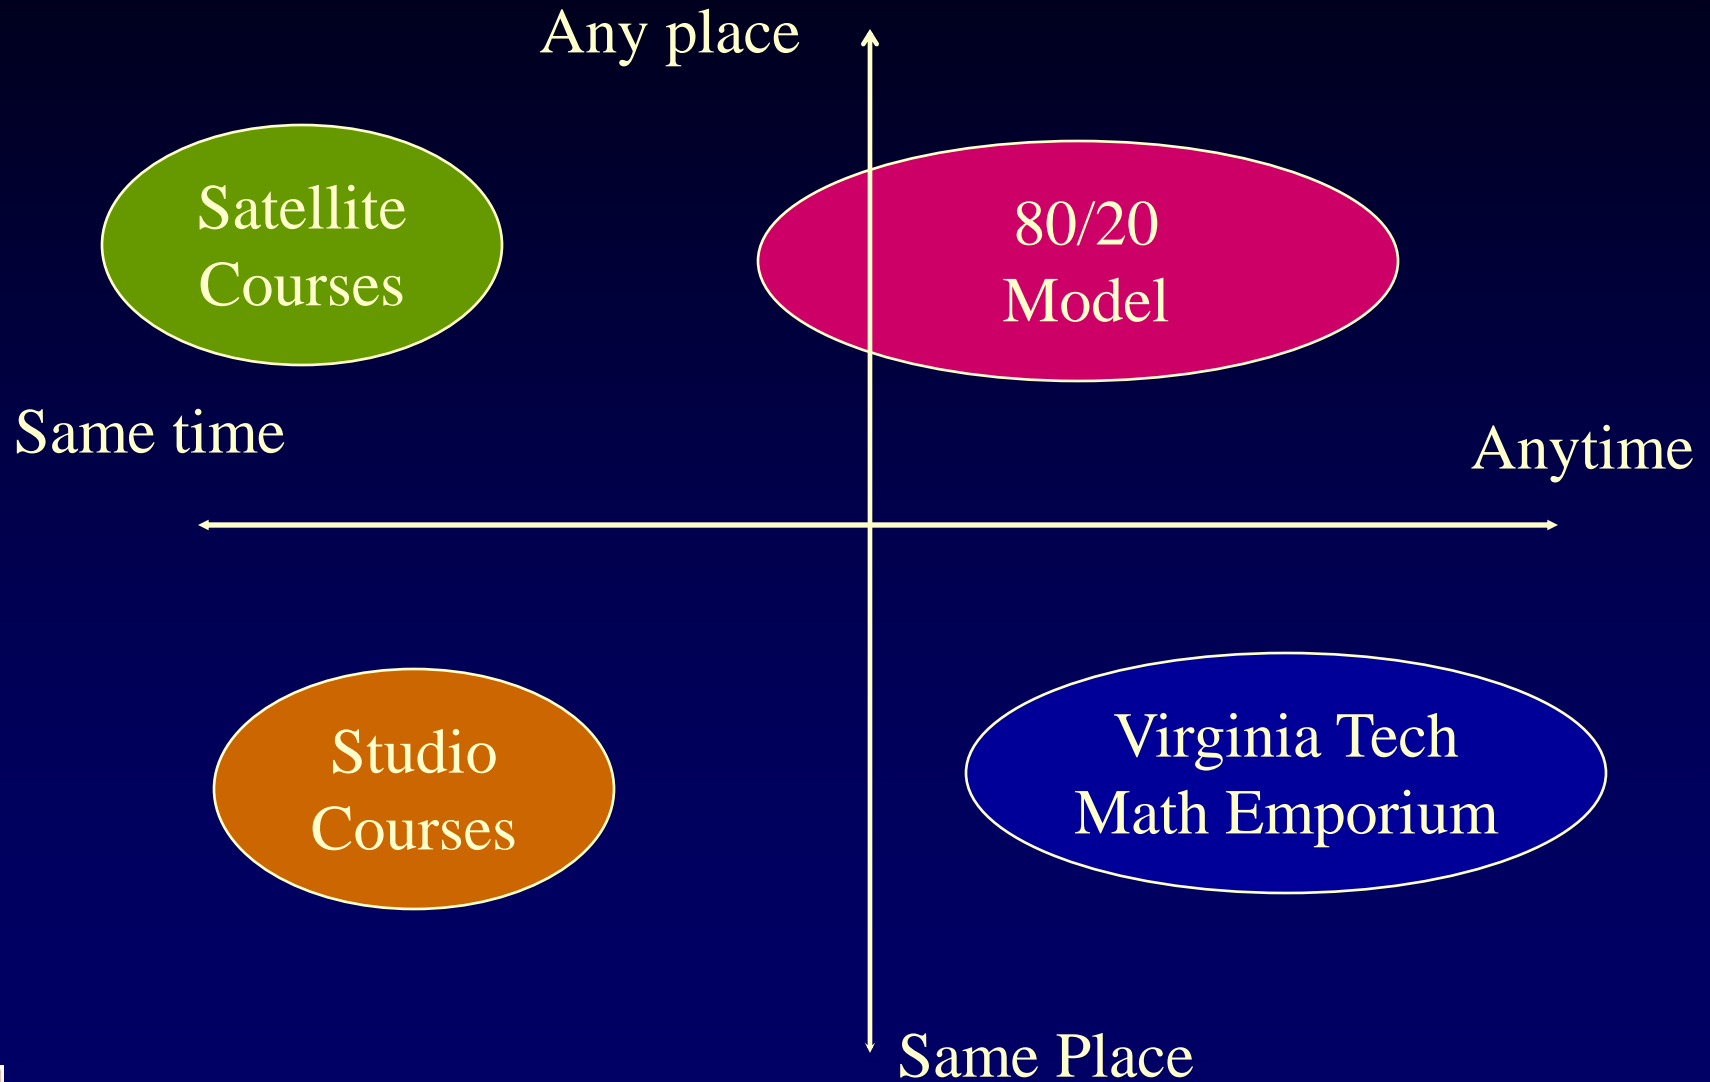 Any place
Satellite
Courses
80/20
Model
Same time
Anytime
Studio
Courses
Virginia Tech
Math Emporium
Same Place